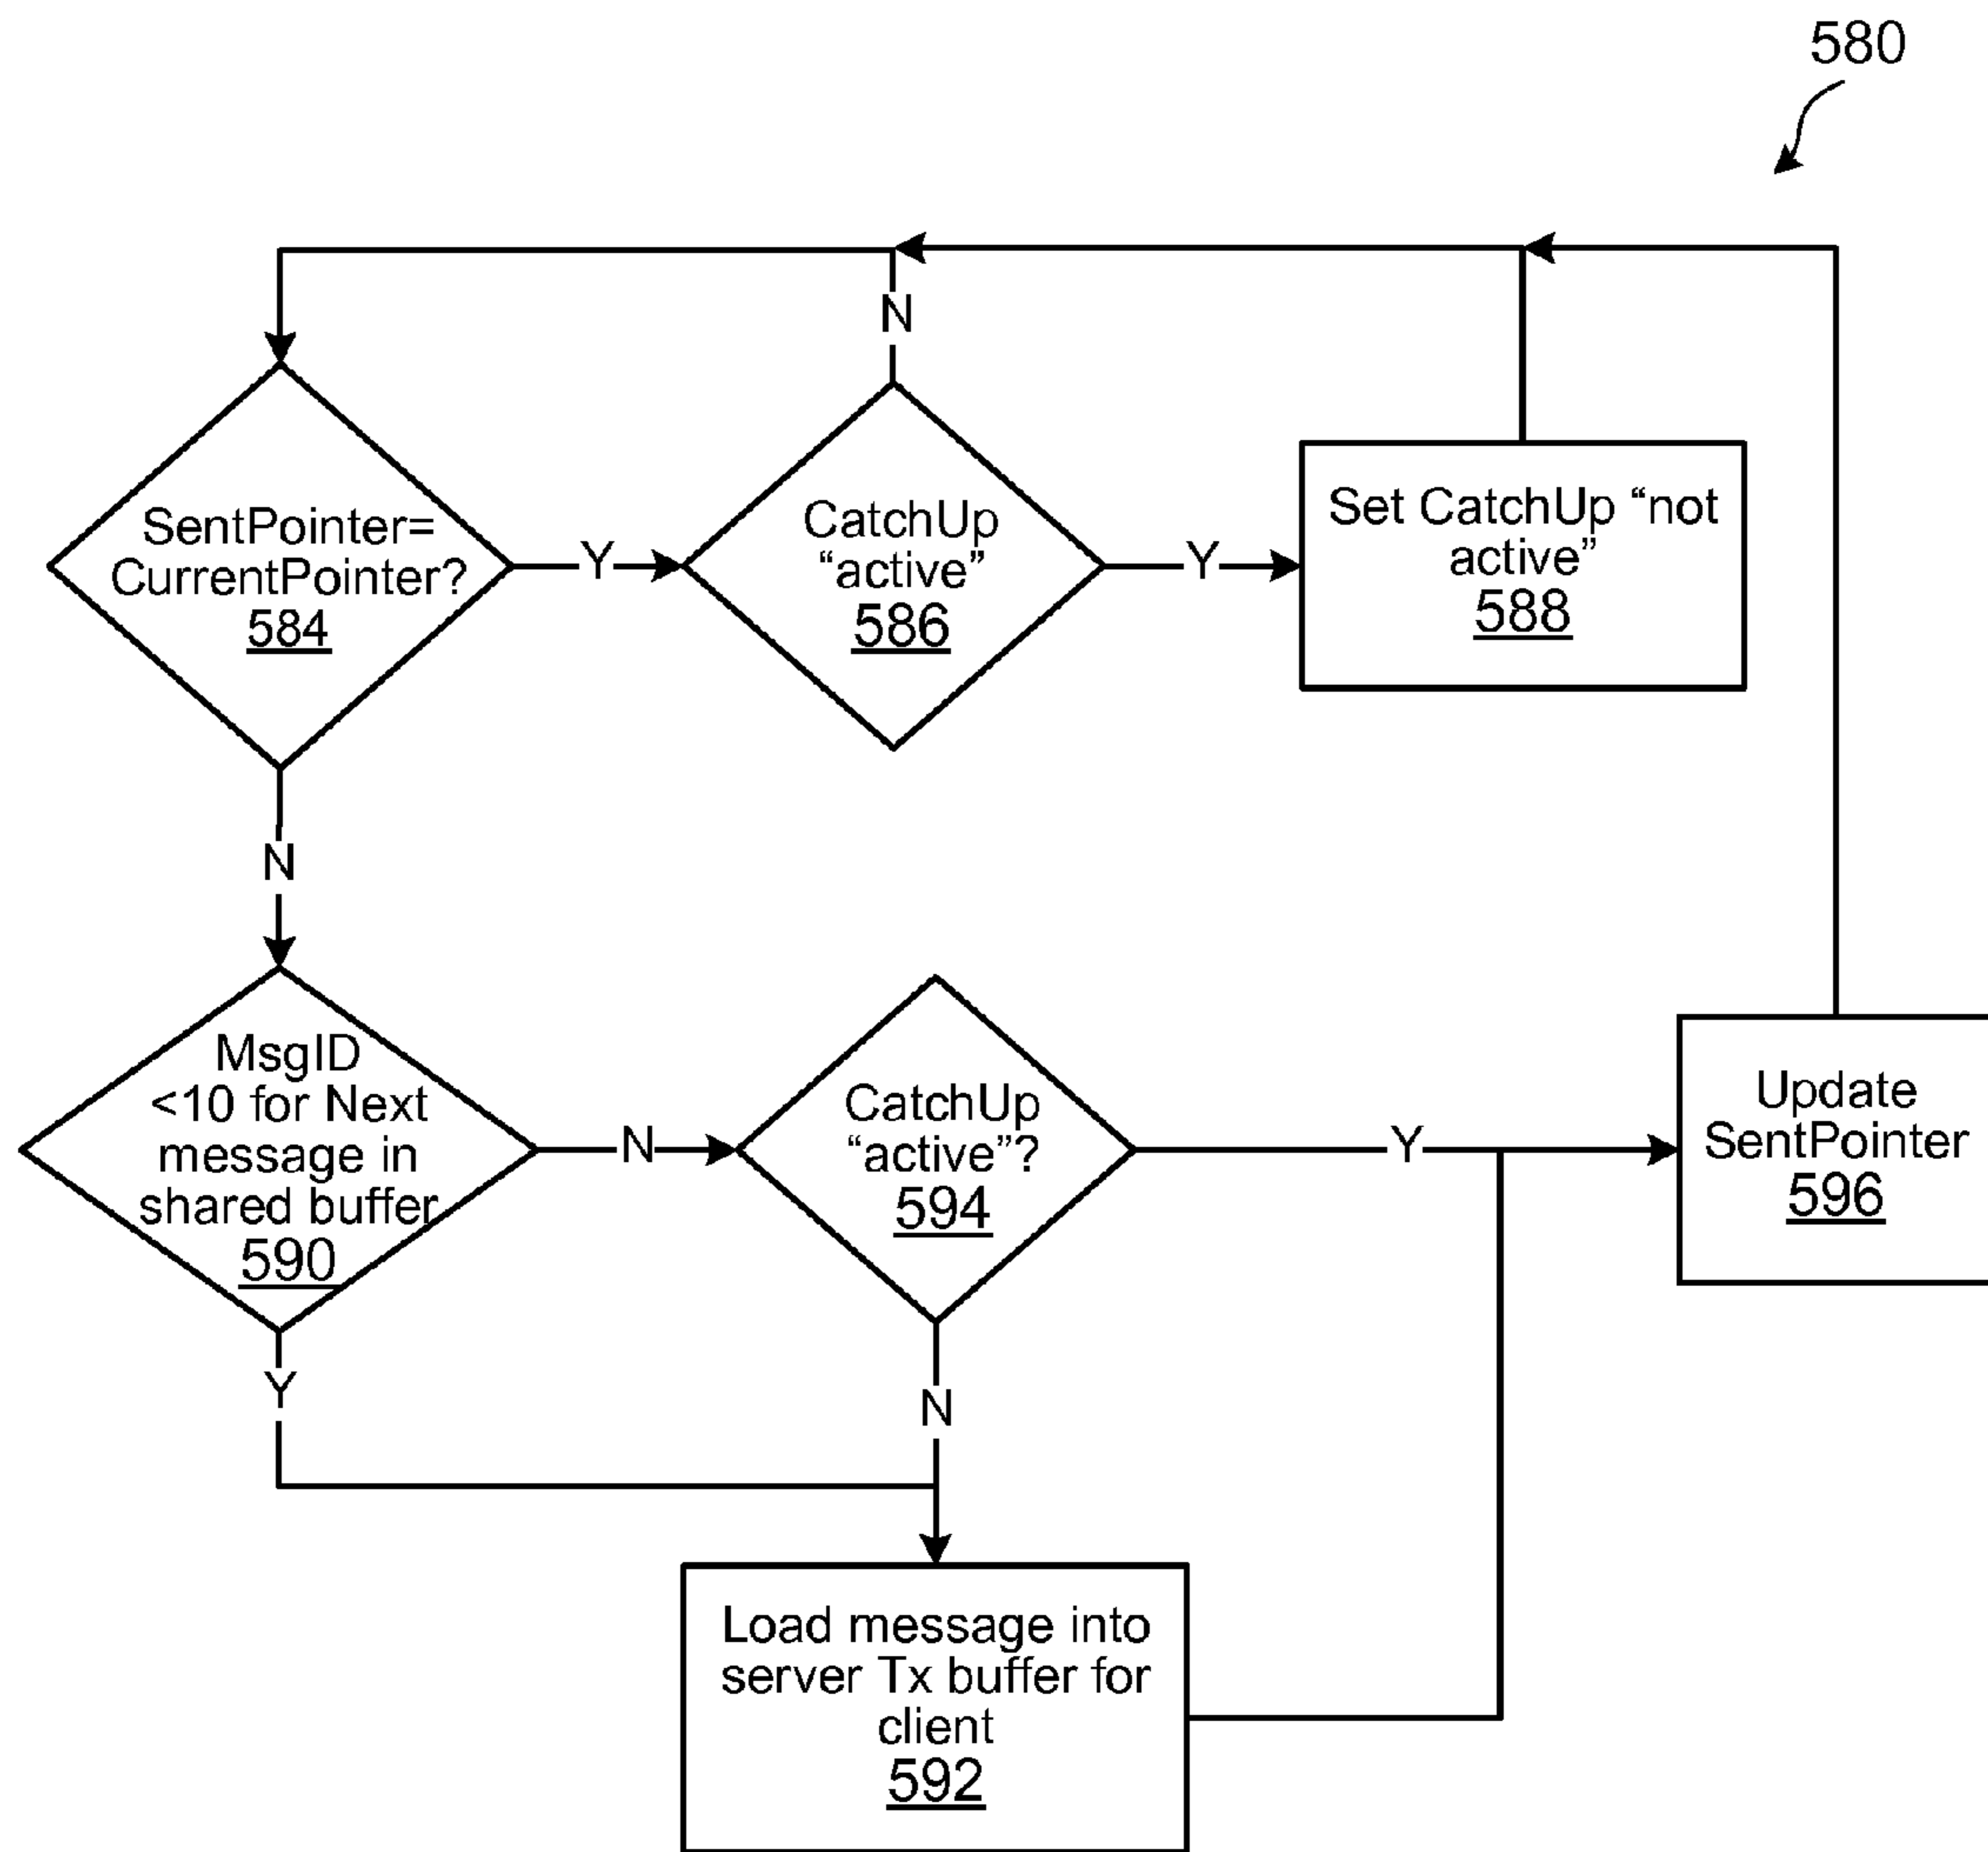 580
N
SentPointer=
CurrentPointer?
584
Y
CatchUp
“active”
586
Y
Set CatchUp “not
active”
588
N
MsgID
<10 for Next
message in
shared buffer
590
N
CatchUp
“active”?
594
Y
Update
SentPointer
596
Y
N
Load message into
server Tx buffer for
client
592